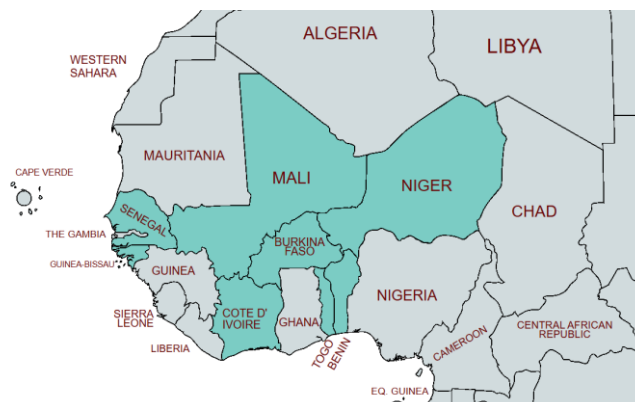 ALGERIA
LIBYA
WESTERN
SAHARA
MAURITANIA
CAPE VERDE
MALI
NIGER
CHAD
SENEGAL
THE GAMBIA
BURKINA
FASO
GUINEA-BISSAU
GUINEA
NIGERIA
SIERRA
LEONE
COTE D'
IVOIRE
GHANA
CENTRAL AFRICAN
REPUBLIC
LIBERIA
TOGO
BENIN
CAMEROON
EQ. GUINEA